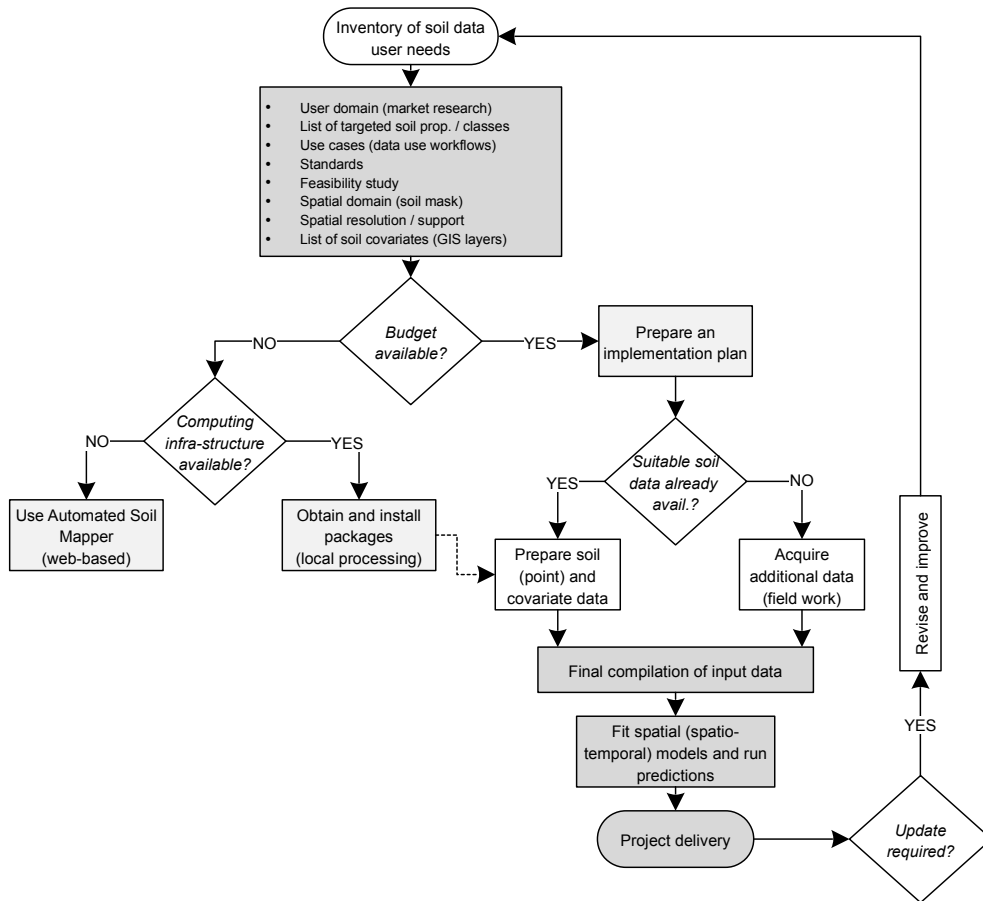 Inventory of soil data
user needs
• User domain (market research)
• List of targeted soil prop. / classes
• Use cases (data use workflows)
• Standards
• Feasibility study
• Spatial domain (soil mask)
• Spatial resolution / support
• List of soil covariates (GIS layers)
Budget
available?
NO
YES
Prepare an
implementation plan
Computing
infra-structure
available?
NO
YES
Suitable soil
data already
avail.?
YES
NO
Use Automated Soil
Mapper
(web-based)
Obtain and install
packages
(local processing)
Prepare soil
(point) and
covariate data
Acquire
additional data
(field work)
Revise and improve
Final compilation of input data
Fit spatial (spatio-
temporal) models and run
predictions
YES
Project delivery
Update
required?